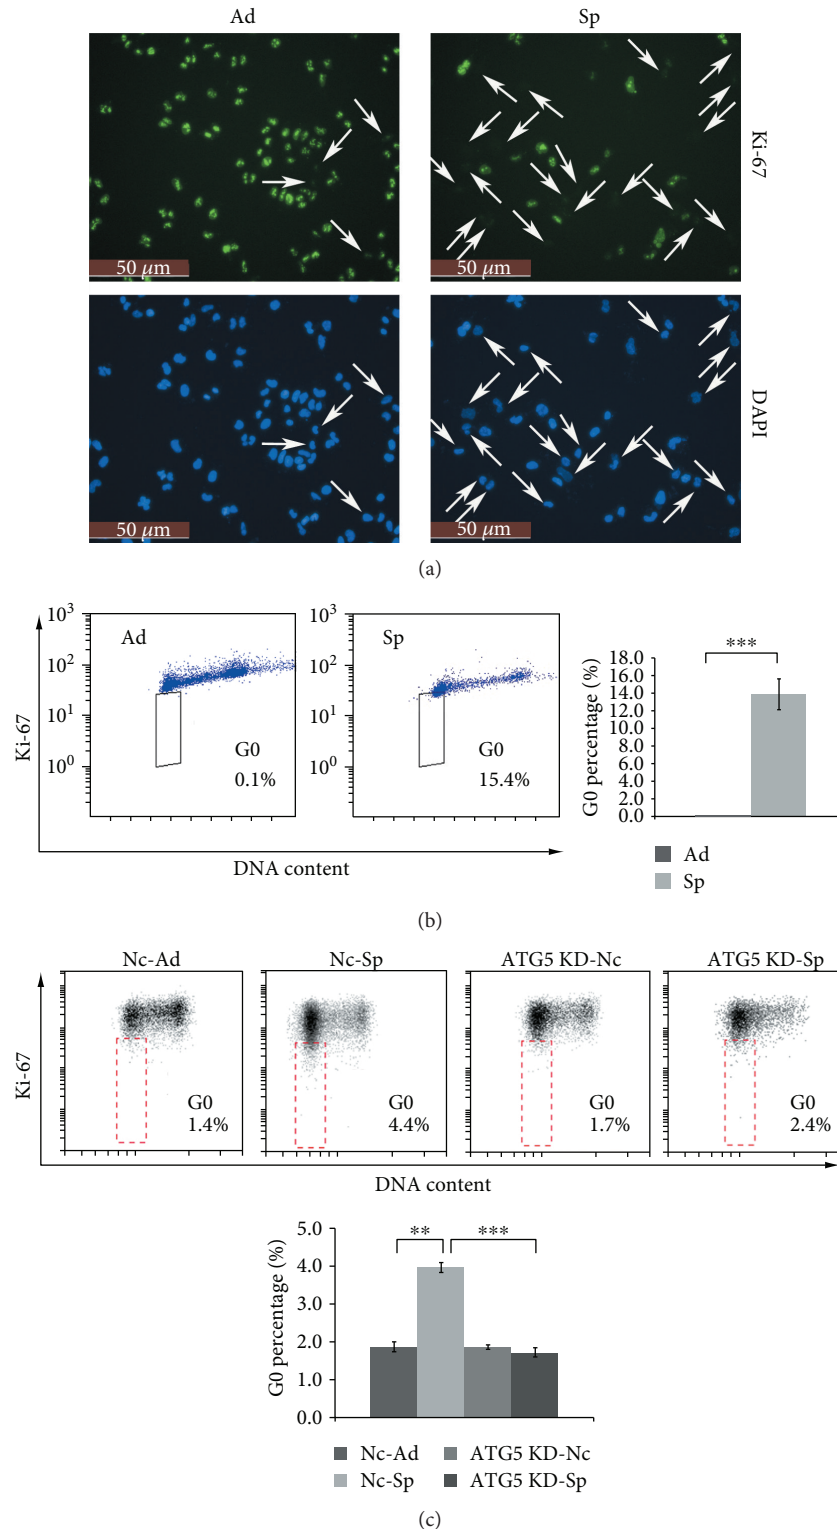 Ad Sp
Ki-67
50 μm 50 μm
DAPI
50 μm 50 μm
(a)
Ki-67
10³ 10³
10² 10²
10¹ 10¹
10⁰ 10⁰
Ad Sp
G0 G0
0.1% 15.4%
DNA content
G0 percentage (%)
***
18.0
16.0
14.0
12.0
10.0
8.0
6.0
4.0
2.0
0.0
Ad
Sp
(b)
Nc-Ad Nc-Sp ATG5 KD-Nc ATG5 KD-Sp
Ki-67
G0 G0 G0 G0
1.4% 4.4% 1.7% 2.4%
DNA content
G0 percentage (%)
** ***
5.0
4.0
3.0
2.0
1.0
0.0
Nc-Ad ATG5 KD-Nc
Nc-Sp ATG5 KD-Sp
(c)